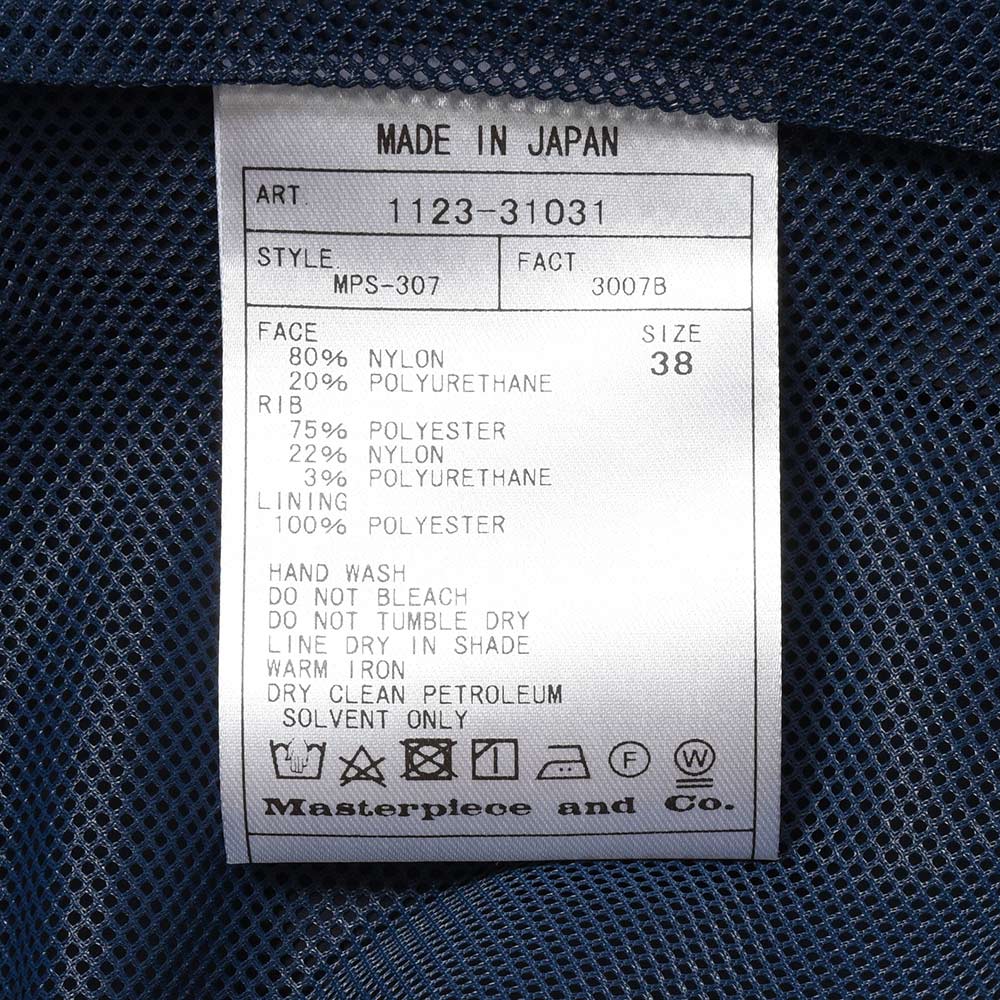 MADE IN JAPAN
ART. 1123-31031
STYLE MPS-307
FACT 3007B
FACE
80% NYLON
20% POLYURETHANE
SIZE
38
RIB
75% POLYESTER
22% NYLON
3% POLYURETHANE
LINING
100% POLYESTER
HAND WASH
DO NOT BLEACH
DO NOT TUMBLE DRY
LINE DRY IN SHADE
WARM IRON
DRY CLEAN PETROLEUM
SOLVENT ONLY
F W
Masterpiece and Co.